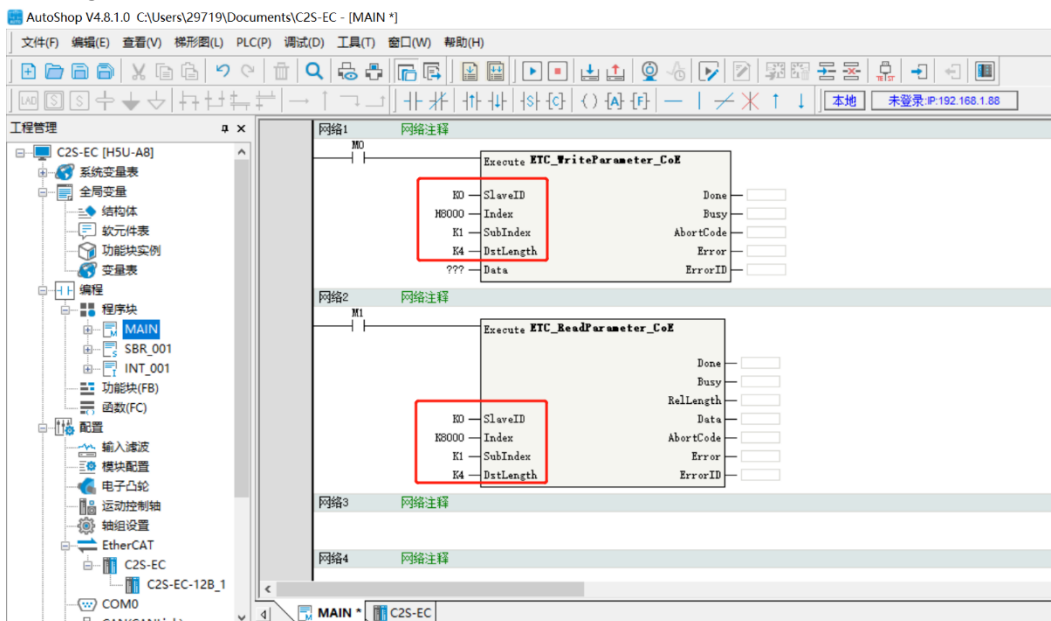 AutoShop V4.8.1.0 C:\Users\29719\Documents\C2S-EC - [MAIN *]
文件(F) 编辑(E) 查看(V) 梯形图(L) PLC(P) 调试(D) 工具(T) 窗口(W) 帮助(H)
LAD S S S C A F 本地 未登录:IP:192.168.1.88
工程管理
C2S-EC [H5U-A8]
系统变量表
全局变量
结构体
软元件表
功能块实例
变量表
编程
程序块
MAIN
SBR_001
INT_001
功能块(FB)
函数(FC)
配置
输入滤波
模块配置
电子凸轮
运动控制轴
轴组设置
EtherCAT
C2S-EC
C2S-EC-12B_1
COM0
网络1 网络注释
M0
Execute ETC_WriteParameter_CoE
K0 SlaveID Done
H8000 Index Busy
K1 SubIndex AbortCode
K4 DstLength Error
??? Data ErrorID
网络2 网络注释
M1
Execute ETC_ReadParameter_CoE
Done
Busy
RelLength
K0 SlaveID Data
K8000 Index AbortCode
K1 SubIndex Error
K4 DstLength ErrorID
网络3 网络注释
网络4 网络注释
MAIN * C2S-EC